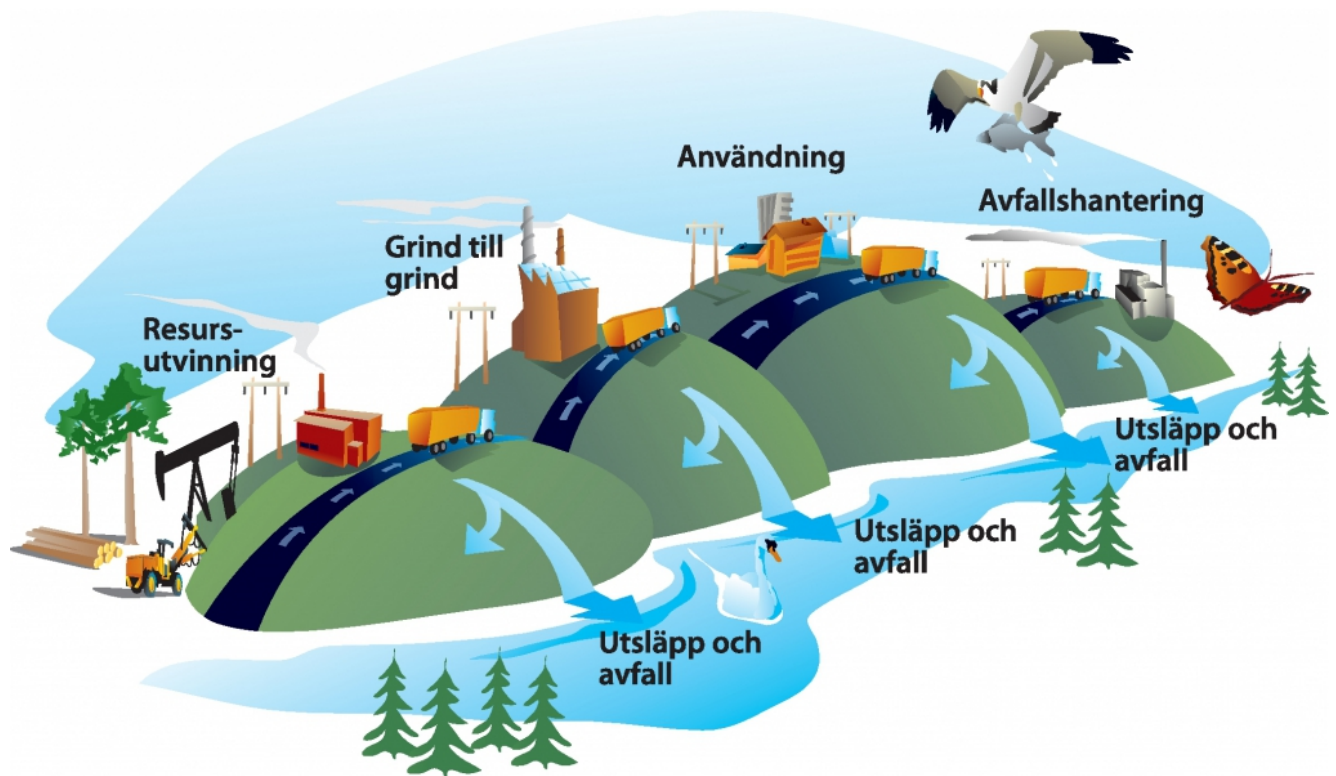 Användning
Avfallshantering
Grind till
grind
Resurs-
utvinning
Utsläpp och
avfall
Utsläpp och
avfall
Utsläpp och
avfall